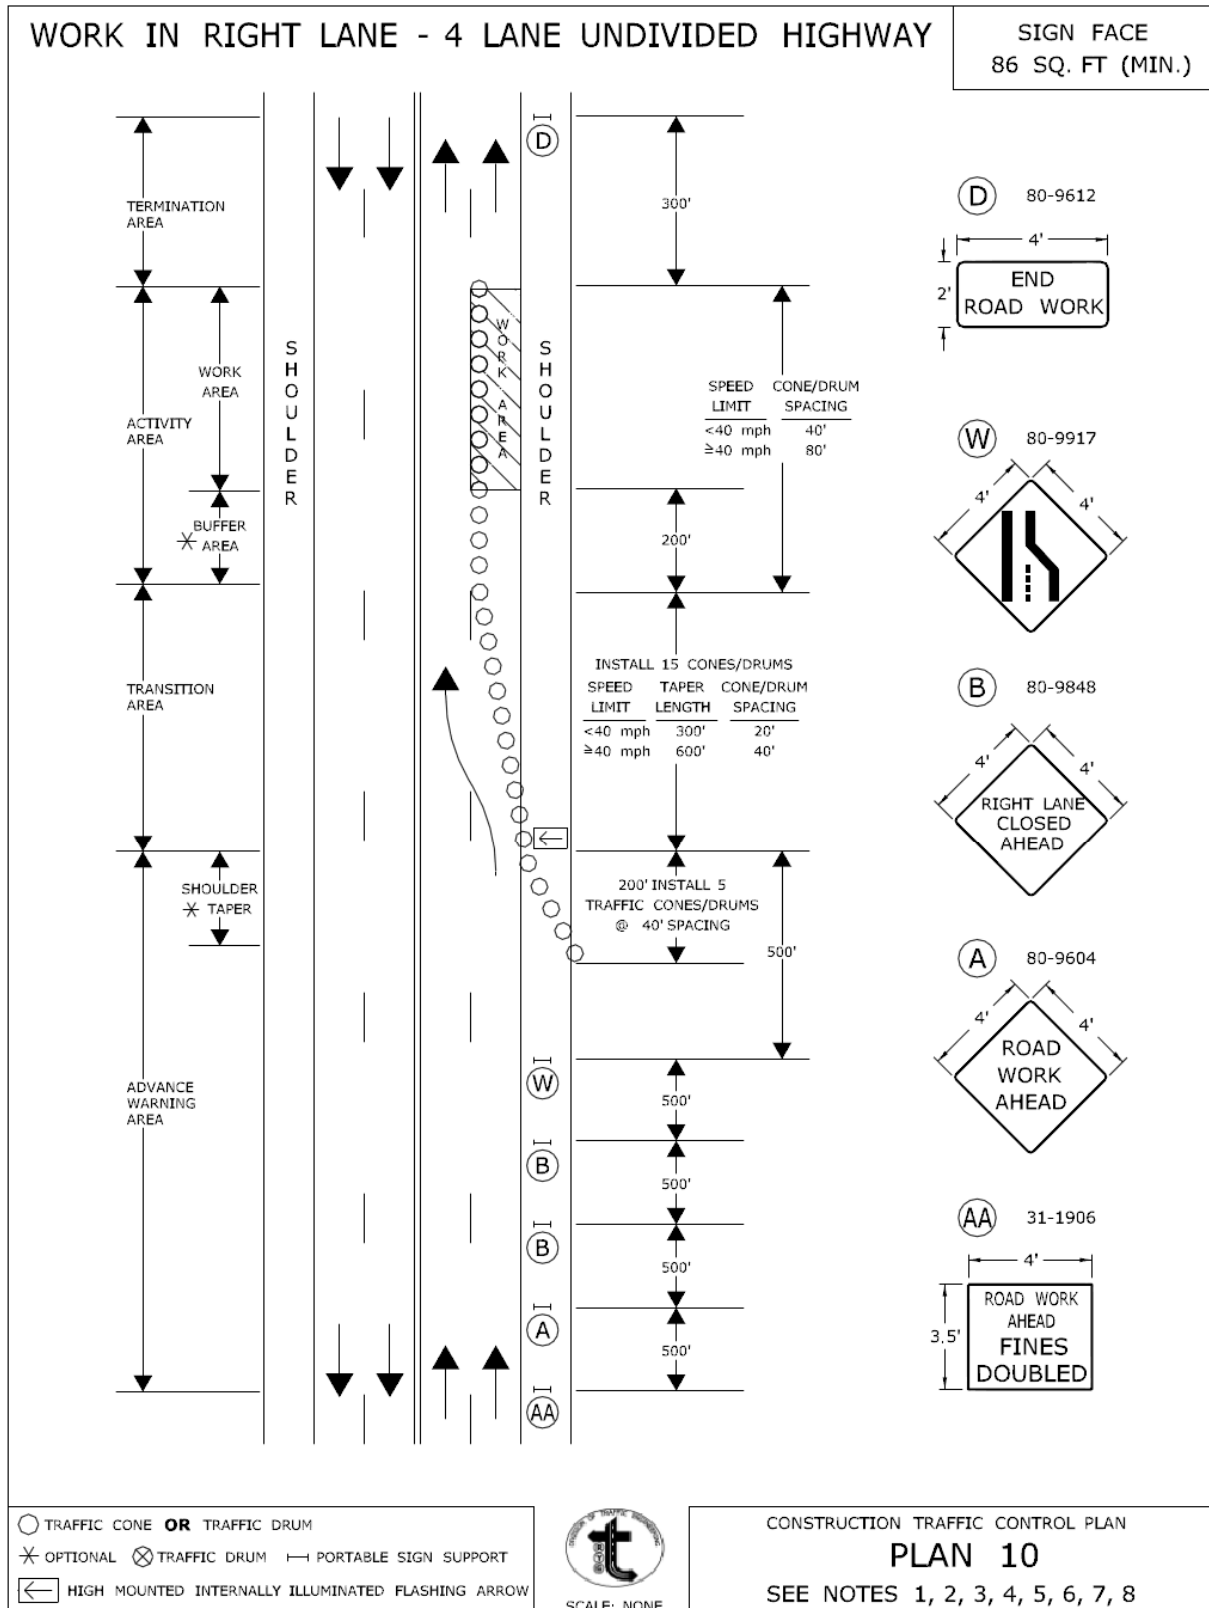 WORK IN RIGHT LANE - 4 LANE UNDIVIDED HIGHWAY
SIGN FACE
86 SQ. FT (MIN.)
TERMINATION
AREA
WORK
AREA
ACTIVITY
AREA
BUFFER
AREA
TRANSITION
AREA
SHOULDER
TAPER
ADVANCE
WARNING
AREA
SHOULDER
WORK AREA
SHOULDER
D
W
B
B
A
AA
300'
SPEED LIMIT CONE/DRUM SPACING
<40 mph 40'
≥40 mph 80'
200'
INSTALL 15 CONES/DRUMS
SPEED TAPER CONE/DRUM
LIMIT LENGTH SPACING
<40 mph 300' 20'
≥40 mph 600' 40'
200' INSTALL 5
TRAFFIC CONES/DRUMS
@ 40' SPACING
500'
500'
500'
500'
500'
D 80-9612
4'
2'
END
ROAD WORK
W 80-9917
4' 4'
B 80-9848
4' 4'
RIGHT LANE
CLOSED
AHEAD
A 80-9604
4' 4'
ROAD
WORK
AHEAD
AA 31-1906
4'
3.5'
ROAD WORK
AHEAD
FINES
DOUBLED
TRAFFIC CONE OR TRAFFIC DRUM
OPTIONAL TRAFFIC DRUM PORTABLE SIGN SUPPORT
HIGH MOUNTED INTERNALLY ILLUMINATED FLASHING ARROW
DIVISION OF TRAFFIC ENGINEERING
SCALE: NONE
CONSTRUCTION TRAFFIC CONTROL PLAN
PLAN 10
SEE NOTES 1, 2, 3, 4, 5, 6, 7, 8